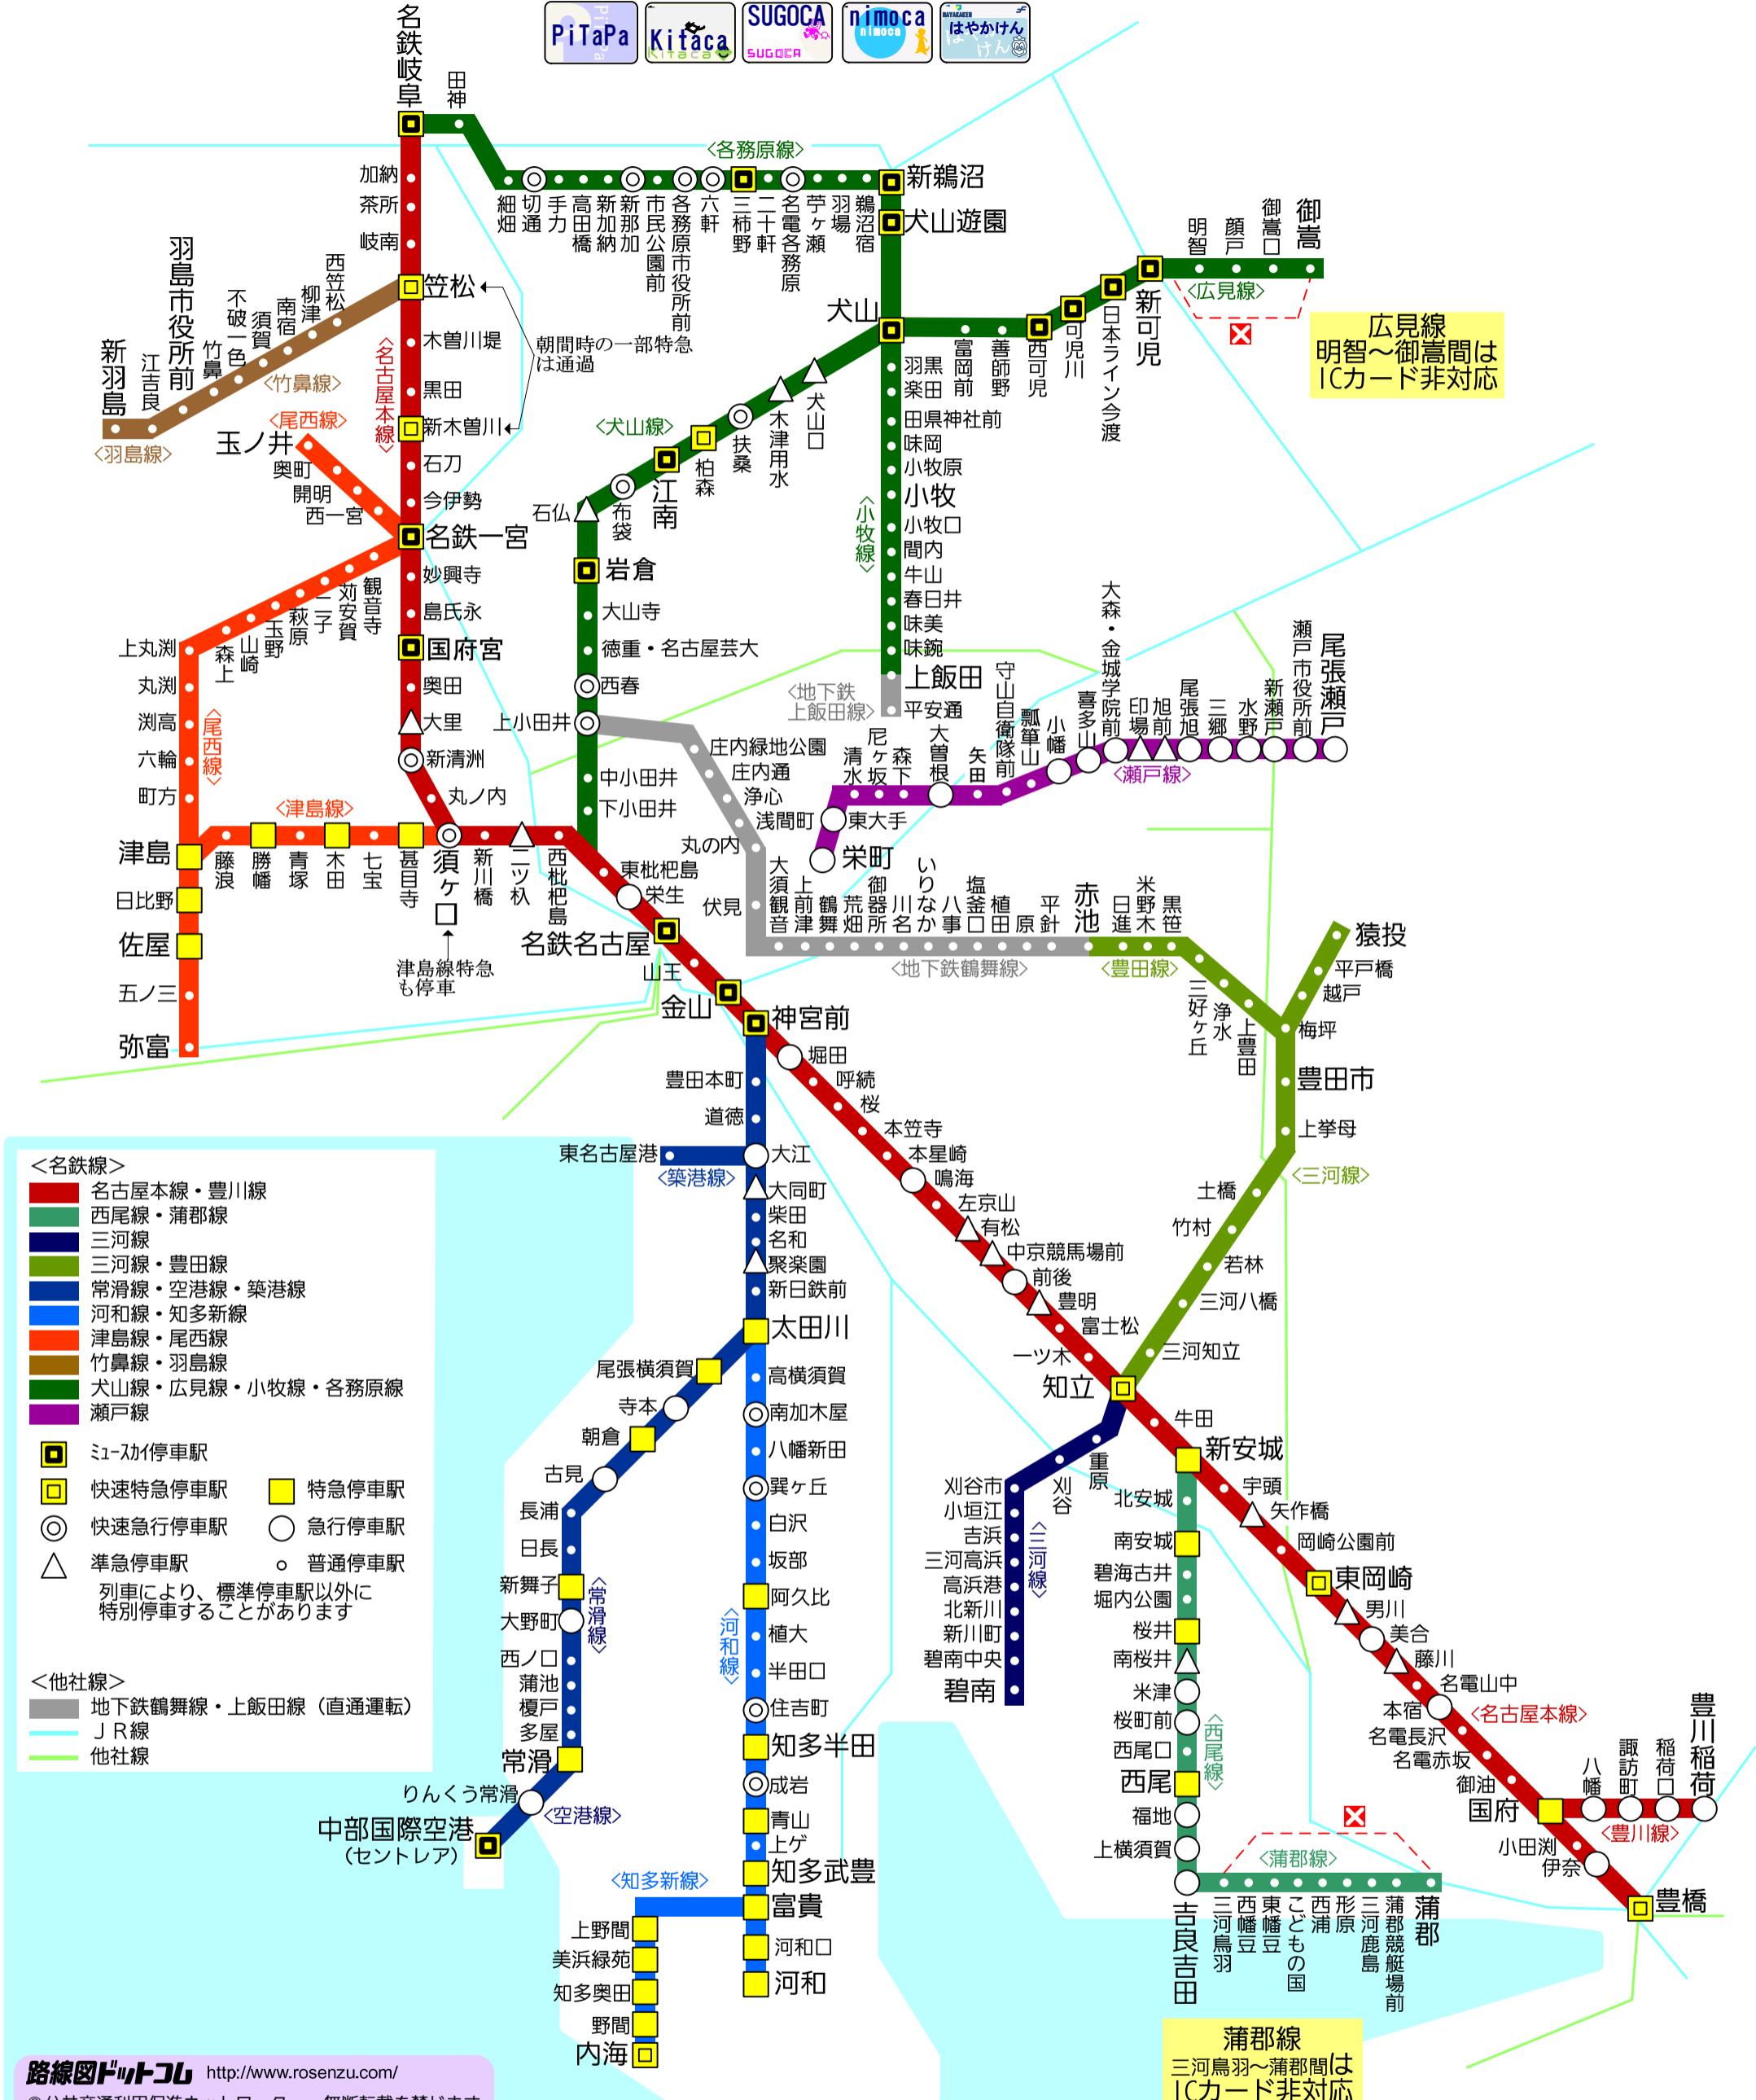 PiTaPa
Kitaca
SUGOCA
SUGOCA
nimoca
nimoca
HAYAKAKEN
はやかけん
名鉄岐阜
田神
<各務原線>
細畑
切通
手力
高田橋
新加納
新那加
市民公園前
各務原市役所前
六軒
三柿野
二十軒
名電各務原
苧ヶ瀬
羽場
鵜沼宿
新鵜沼
犬山遊園
犬山
加納
茶所
岐南
笠松
朝間時の一部特急
は通過
木曽川堤
<名古屋本線>
黒田
新木曽川
石刀
今伊勢
名鉄一宮
妙興寺
島氏永
国府宮
奥田
大里
新清洲
丸ノ内
西笠松
柳津
南宿
須賀
不破一色
竹鼻
羽島市役所前
江吉良
新羽島
<竹鼻線>
<羽島線>
<尾西線>
玉ノ井
奥町
開明
西一宮
観音寺
苅安賀
二子
萩原
玉野
山崎
森上
上丸渕
丸渕
渕高
六輪
町方
<尾西線>
津島
日比野
佐屋
五ノ三
弥富
<津島線>
藤浪
勝幡
青塚
木田
七宝
甚目寺
須ヶ口
津島線特急
も停車
新川橋
二ツ杁
西枇杷島
東枇杷島
栄生
名鉄名古屋
山王
金山
神宮前
富岡前
善師野
西可児
可児川
日本ライン今渡
新可児
明智
顔戸
御嵩口
御嵩
<広見線>
広見線
明智～御嵩間は
ICカード非対応
<犬山線>
犬山口
木津用水
扶桑
柏森
江南
布袋
石仏
岩倉
大山寺
徳重・名古屋芸大
西春
上小田井
中小田井
下小田井
羽黒
楽田
田県神社前
味岡
小牧原
小牧
小牧口
間内
牛山
春日井
味美
味鋺
上飯田
平安通
<小牧線>
<地下鉄
上飯田線>
庄内緑地公園
庄内通
浄心
浅間町
丸の内
伏見
大須観音
上前津
鶴舞
荒畑
御器所
川名
いりなか
八事
塩釜口
植田
原
平針
赤池
<地下鉄鶴舞線>
<豊田線>
日進
米野木
黒笹
三好ヶ丘
浄水
上豊田
梅坪
越戸
平戸橋
猿投
豊田市
上挙母
<三河線>
土橋
竹村
若林
三河八橋
三河知立
栄町
東大手
清水
尼ヶ坂
森下
大曽根
矢田
守山自衛隊前
瓢箪山
小幡
喜多山
大森・金城学院前
印場
旭前
尾張旭
三郷
水野
新瀬戸
瀬戸市役所前
尾張瀬戸
<瀬戸線>
堀田
呼続
桜
本笠寺
本星崎
鳴海
左京山
有松
中京競馬場前
前後
豊明
富士松
一ツ木
知立
牛田
新安城
宇頭
矢作橋
岡崎公園前
東岡崎
男川
美合
藤川
名電山中
本宿
<名古屋本線>
名電長沢
名電赤坂
御油
国府
小田渕
伊奈
豊橋
八幡
諏訪町
稲荷口
豊川稲荷
<豊川線>
豊田本町
道徳
東名古屋港
<築港線>
大江
大同町
柴田
名和
聚楽園
新日鉄前
太田川
尾張横須賀
寺本
朝倉
古見
長浦
日長
新舞子
大野町
西ノ口
蒲池
榎戸
多屋
常滑
<常滑線>
りんくう常滑
<空港線>
中部国際空港
(セントレア)
高横須賀
南加木屋
八幡新田
巽ヶ丘
白沢
坂部
阿久比
植大
半田口
住吉町
知多半田
成岩
青山
上ゲ
知多武豊
富貴
河和口
河和
<河和線>
<知多新線>
上野間
美浜緑苑
知多奥田
野間
内海
重原
刈谷
刈谷市
小垣江
吉浜
三河高浜
高浜港
北新川
新川町
碧南中央
碧南
<三河線>
北安城
南安城
碧海古井
堀内公園
桜井
南桜井
米津
桜町前
西尾口
西尾
福地
上横須賀
吉良吉田
<西尾線>
<蒲郡線>
三河鳥羽
西幡豆
東幡豆
こどもの国
西浦
形原
三河鹿島
蒲郡競艇場前
蒲郡
蒲郡線
三河鳥羽～蒲郡間は
ICカード非対応
<名鉄線>
名古屋本線・豊川線
西尾線・蒲郡線
三河線
三河線・豊田線
常滑線・空港線・築港線
河和線・知多新線
津島線・尾西線
竹鼻線・羽島線
犬山線・広見線・小牧線・各務原線
瀬戸線
ﾐｭｰｽｶｲ停車駅
快速特急停車駅
特急停車駅
快速急行停車駅
急行停車駅
準急停車駅
普通停車駅
列車により、標準停車駅以外に
特別停車することがあります
<他社線>
地下鉄鶴舞線・上飯田線（直通運転）
ＪＲ線
他社線
路線図ドットコム http://www.rosenzu.com/